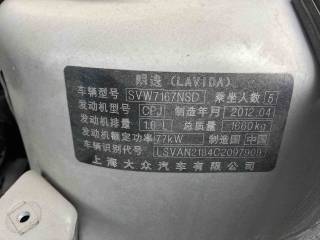 朗逸 (LAVIDA)
车辆型号 SVW7167NSD 乘坐人数 5
发动机型号 CPJ 制造年月 2012.04
发动机排量 1.6L 总质量 1660kg
发动机额定功率 77kW 制造国 中国
车辆识别代号
上海大众汽车有限公司